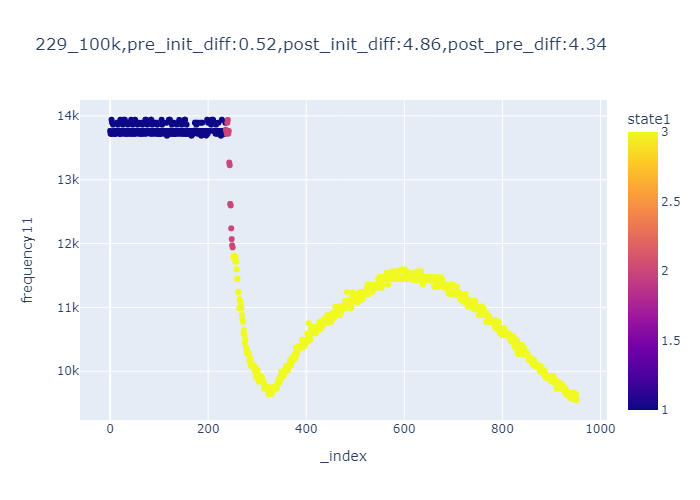 229_100k,pre_init_diff:0.52,post_init_diff:4.86,post_pre_diff:4.34
state1
14k
13k
12k
11k
10k
frequency11
0
200
400
600
800
1000
_index
3
2.5
2
1.5
1